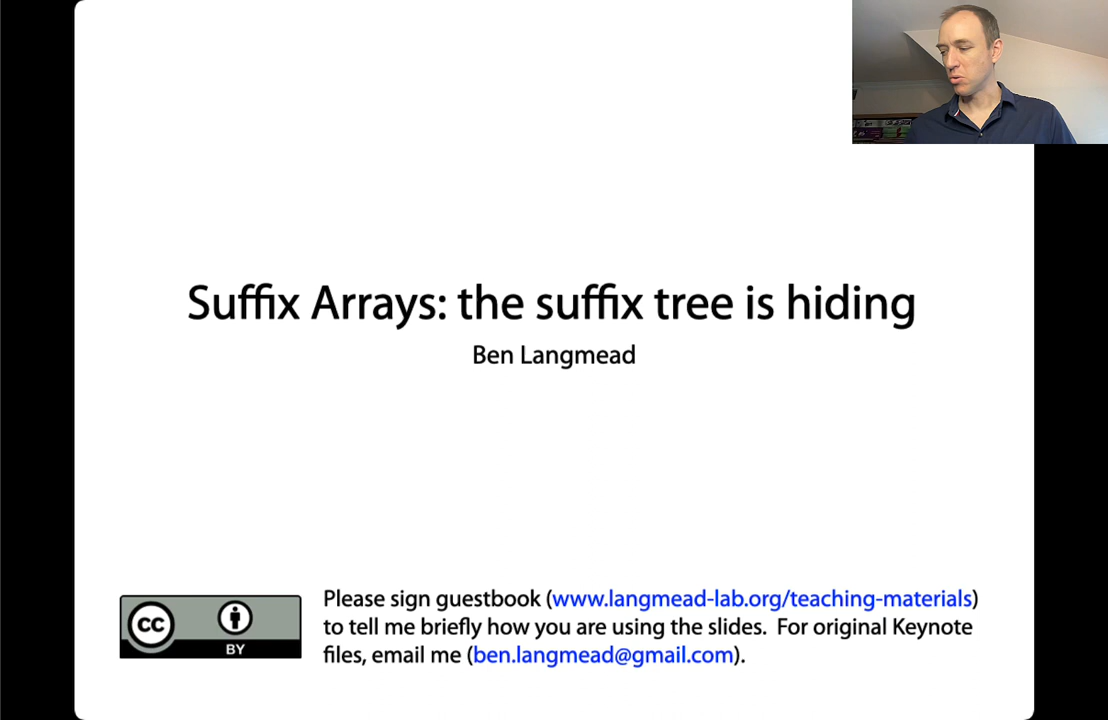 Suffix Arrays: the suffix tree is hiding
Ben Langmead
CC
BY
Please sign guestbook (www.langmead-lab.org/teaching-materials)
to tell me briefly how you are using the slides. For original Keynote
files, email me (ben.langmead@gmail.com).